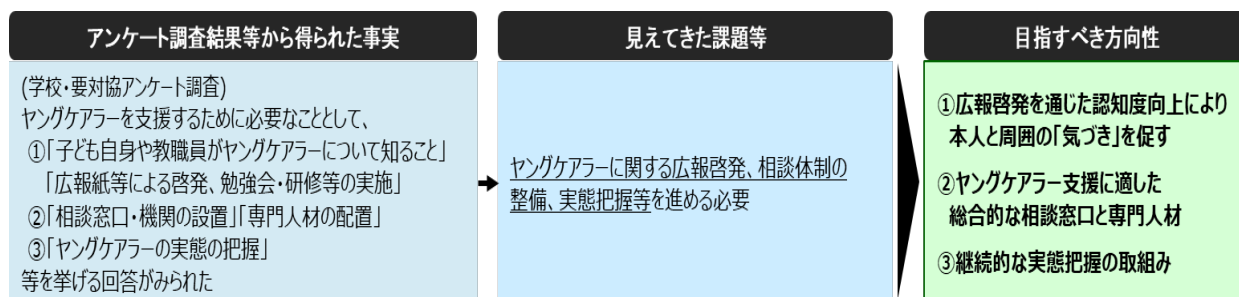 アンケート調査結果等から得られた事実
(学校・要対協アンケート調査)
ヤングケアラーを支援するために必要なこととして、
①「子ども自身や教職員がヤングケアラーについて知ること」
「広報紙等による啓発、勉強会・研修等の実施」
②「相談窓口・機関の設置」「専門人材の配置」
③「ヤングケアラーの実態の把握」
等を挙げる回答がみられた
見えてきた課題等
ヤングケアラーに関する広報啓発、相談体制の
整備、実態把握等を進める必要
目指すべき方向性
①広報啓発を通じた認知度向上により
本人と周囲の「気づき」を促す
②ヤングケアラー支援に適した
総合的な相談窓口と専門人材
③継続的な実態把握の取組み